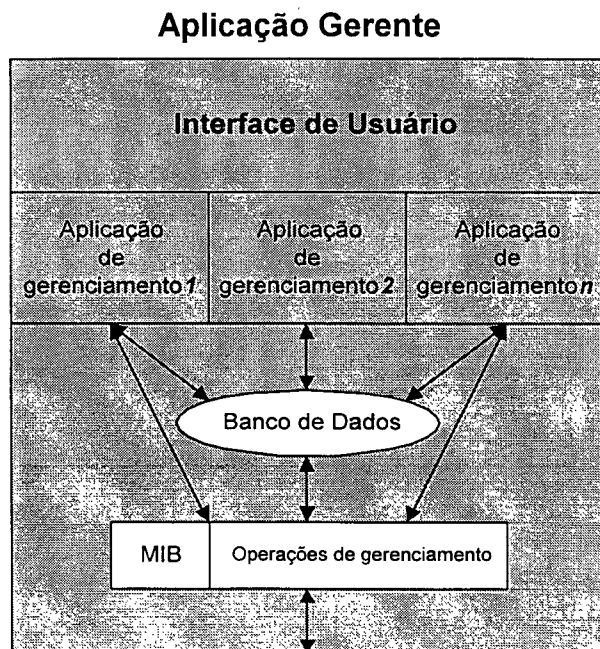 Aplicação Gerente
Interface de Usuário
Aplicação
de
gerenciamento 1
Aplicação
de
gerenciamento 2
Aplicação
de
gerenciamento n
Banco de Dados
MIB
Operações de gerenciamento